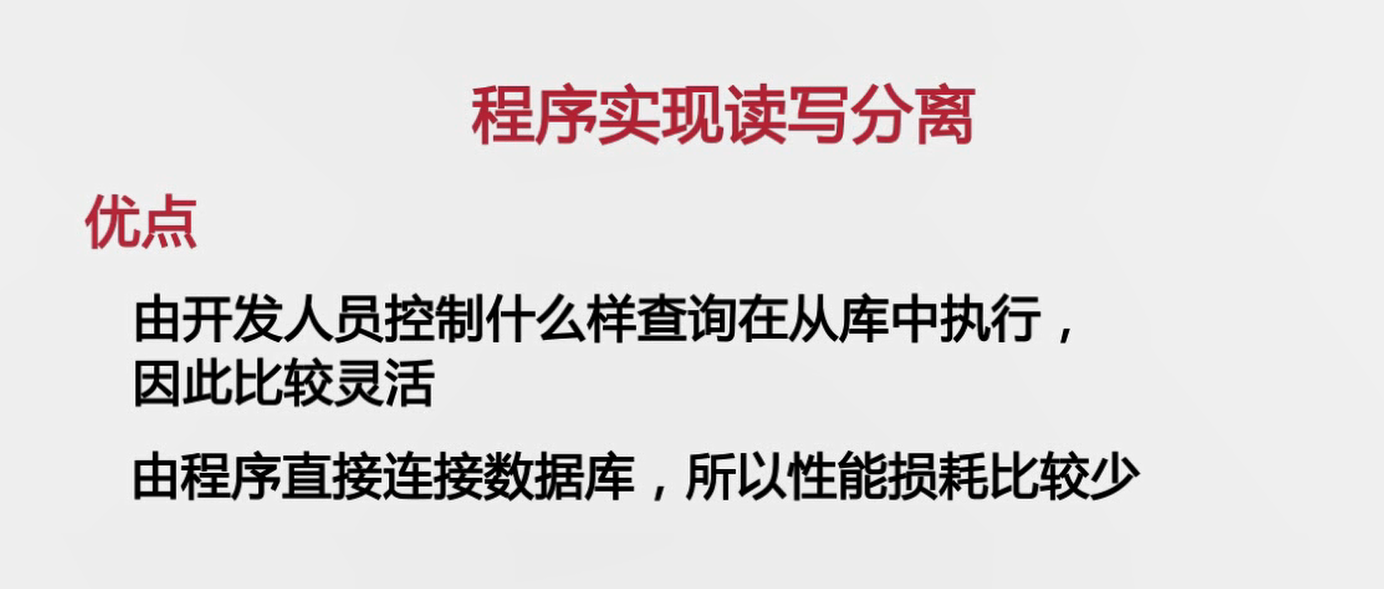 程序实现读写分离
优点
由开发人员控制什么样查询在从库中执行，
因此比较灵活
由程序直接连接数据库，所以性能损耗比较少